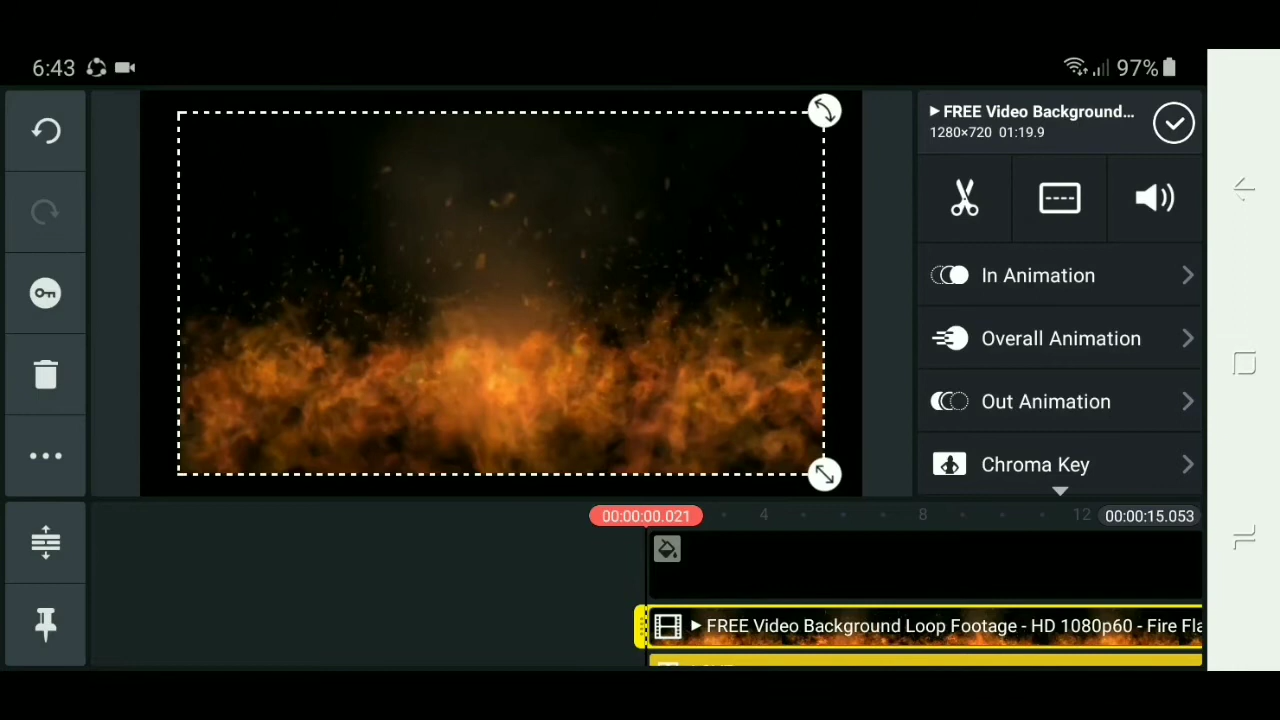 6:43
97%
▶ FREE Video Background...
1280×720 01:19.9
In Animation
Overall Animation
Out Animation
Chroma Key
00:00:00.021
4
8
12
00:00:15.053
▶ FREE Video Background Loop Footage - HD 1080p60 - Fire Fla